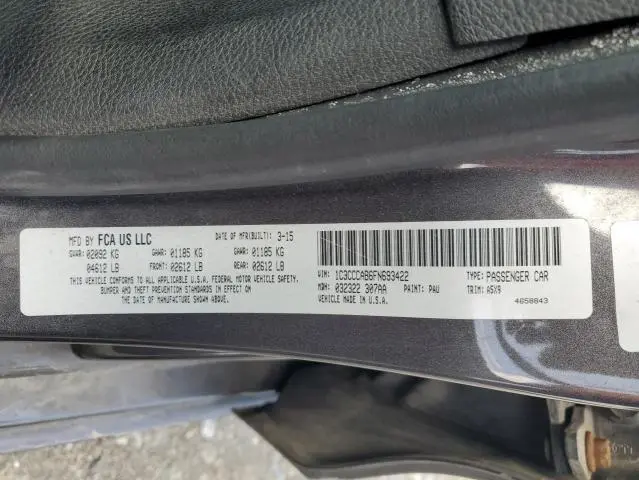 MFD BY FCA US LLC DATE OF MFR(BUILT): 3-15
GVWR: 02092 KG GAWR: 01185 KG GAWR: 01185 KG
04612 LB FRONT: 02612 LB REAR: 02612 LB
THIS VEHICLE CONFORMS TO ALL APPLICABLE U.S.A. FEDERAL MOTOR VEHICLE SAFETY,
BUMPER AND THEFT PREVENTION STANDARDS IN EFFECT ON
THE DATE OF MANUFACTURE SHOWN ABOVE.
VIN: 1C3CCCAB6FN693422 TYPE: PASSENGER CAR
MDH: 032322 307AA PAINT: PAU TRIM: A5X9
MADE IN U.S.A. 4658843